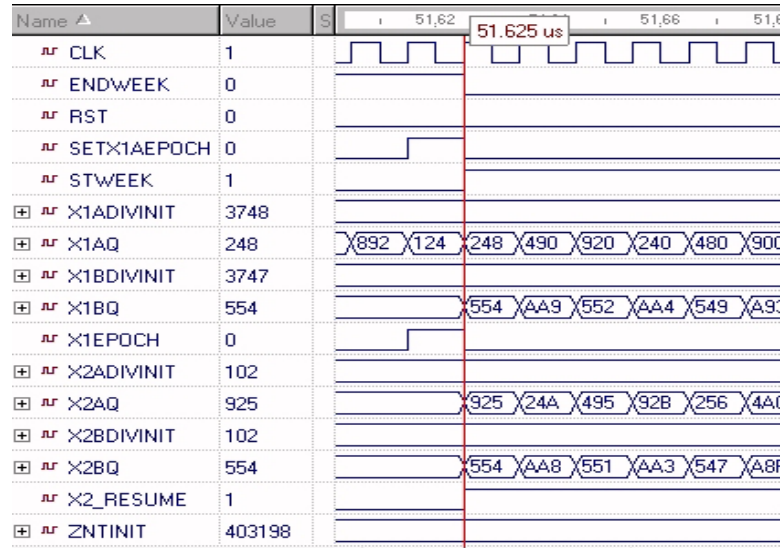 Name Value S 51,62 51,66
51.625 us
CLK 1
ENDWEEK 0
RST 0
SETX1AEPOCH 0
STWEEK 1
X1ADIVINIT 3748
X1AQ 248 892 124 248 490 920 240 480 900
X1BDIVINIT 3747
X1BQ 554 554 AA9 552 AA4 549
X1EPOCH 0
X2ADIVINIT 102
X2AQ 925 925 24A 495 92B 256
X2BDIVINIT 102
X2BQ 554 554 AA8 551 AA3 547
X2_RESUME 1
ZNTINIT 403198